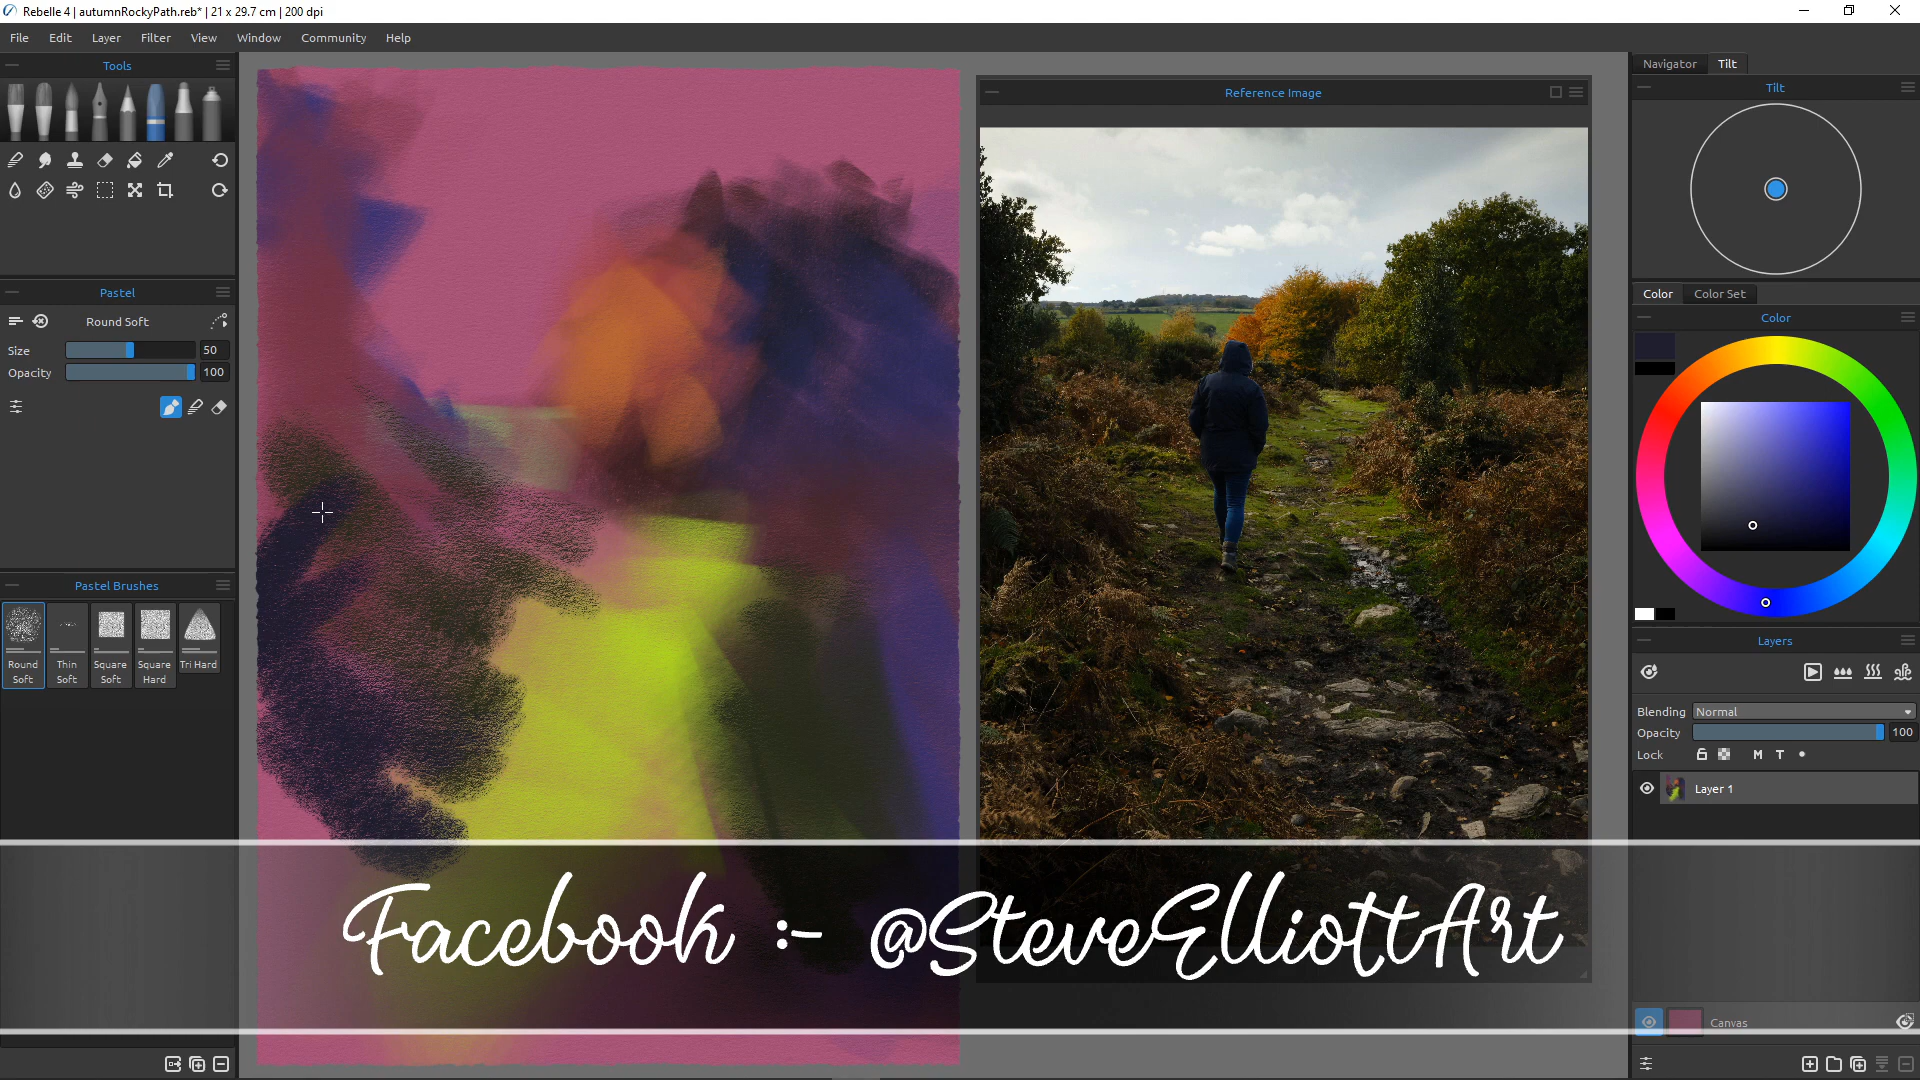 Rebelle 4 | autumnRockyPath.reb* | 21 x 29.7 cm | 200 dpi
File Edit Layer Filter View Window Community Help
Tools
Pastel
Round Soft
Size 50
Opacity 100
Pastel Brushes
Round Soft
Thin Soft
Square Soft
Square Hard
Tri Hard
Reference Image
Navigator Tilt
Tilt
Color Color Set
Color
Layers
Blending Normal
Opacity 100
Lock M T
Layer 1
Canvas
Facebook :- @SteveElliottArt